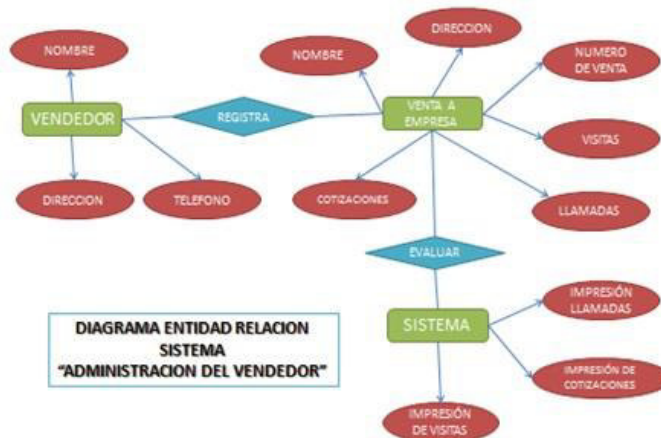 NOMBRE
VENDEDOR
DIRECCION
TELEFONO
REGISTRA
NOMBRE
DIRECCION
VENTA A
EMPRESA
NUMERO
DE VENTA
VISITAS
LLAMADAS
COTIZACIONES
EVALUAR
SISTEMA
IMPRESIÓN
LLAMADAS
IMPRESIÓN DE
COTIZACIONES
IMPRESIÓN
DE VISITAS
DIAGRAMA ENTIDAD RELACION
SISTEMA
“ADMINISTRACION DEL VENDEDOR”